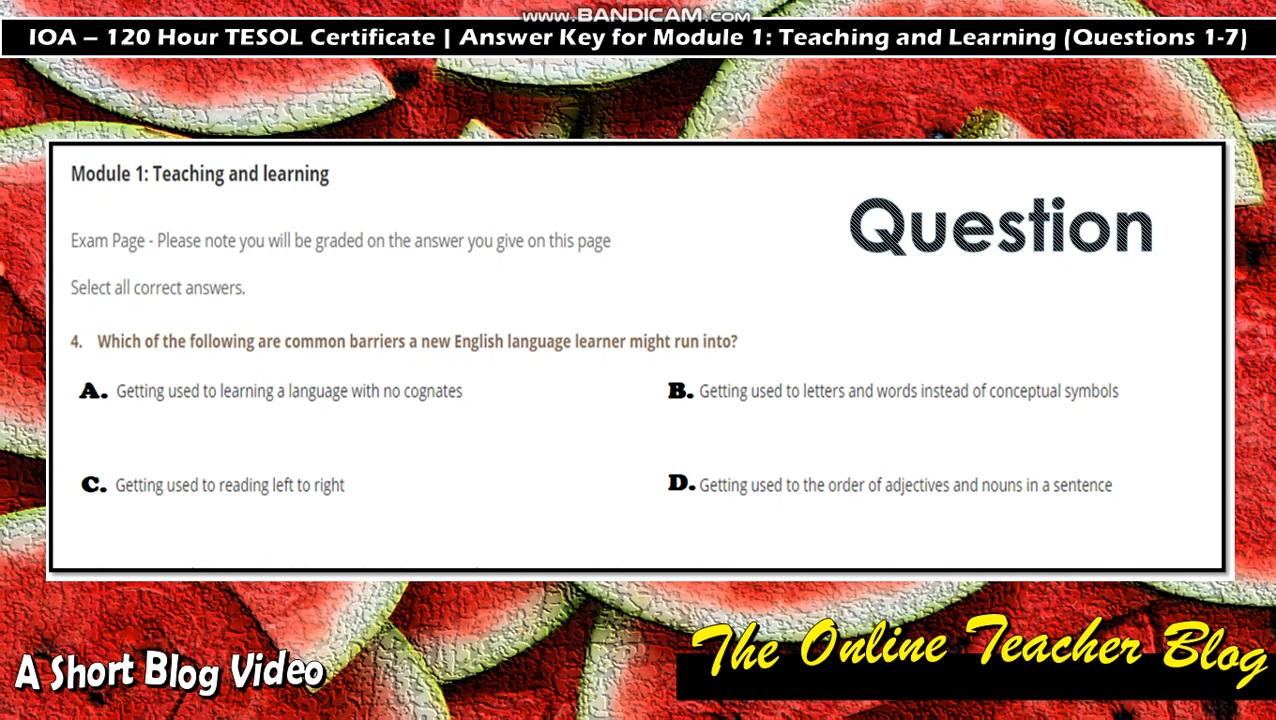 www.BANDICAM.com
IOA – 120 Hour TESOL Certificate | Answer Key for Module 1: Teaching and Learning (Questions 1-7)
Module 1: Teaching and learning
Question
Exam Page - Please note you will be graded on the answer you give on this page
Select all correct answers.
4. Which of the following are common barriers a new English language learner might run into?
A. Getting used to learning a language with no cognates
B. Getting used to letters and words instead of conceptual symbols
C. Getting used to reading left to right
D. Getting used to the order of adjectives and nouns in a sentence
A Short Blog Video
The Online Teacher Blog